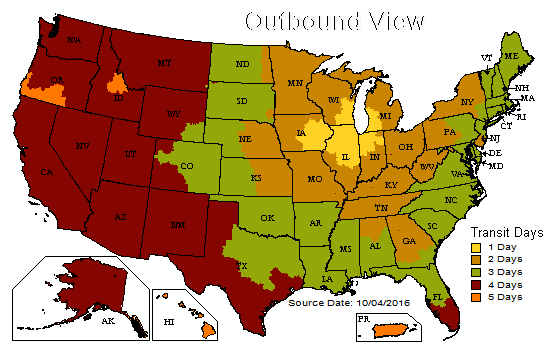 Outbound View
WA
OR
CA
NV
ID
MT
WY
UT
AZ
CO
NM
ND
SD
NE
KS
OK
TX
MN
IA
MO
AR
LA
WI
IL
MI
IN
OH
KY
TN
MS
AL
GA
FL
SC
NC
VA
WV
PA
NY
VT
ME
NH
MA
RI
CT
NJ
DE
MD
AK
HI
PR
Transit Days
1 Day
2 Days
3 Days
4 Days
5 Days
Source Date: 10/04/2016